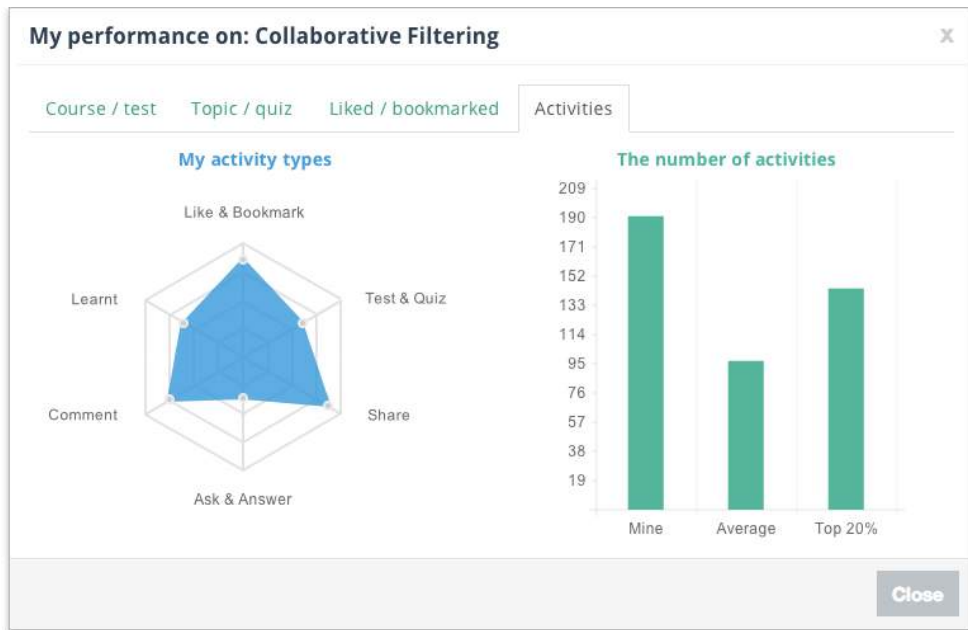 My performance on: Collaborative Filtering
x
Course / test
Topic / quiz
Liked / bookmarked
Activities
My activity types
Like & Bookmark
Learnt
Test & Quiz
Comment
Share
Ask & Answer
The number of activities
209
190
171
152
133
114
95
76
57
38
19
Mine
Average
Top 20%
Close